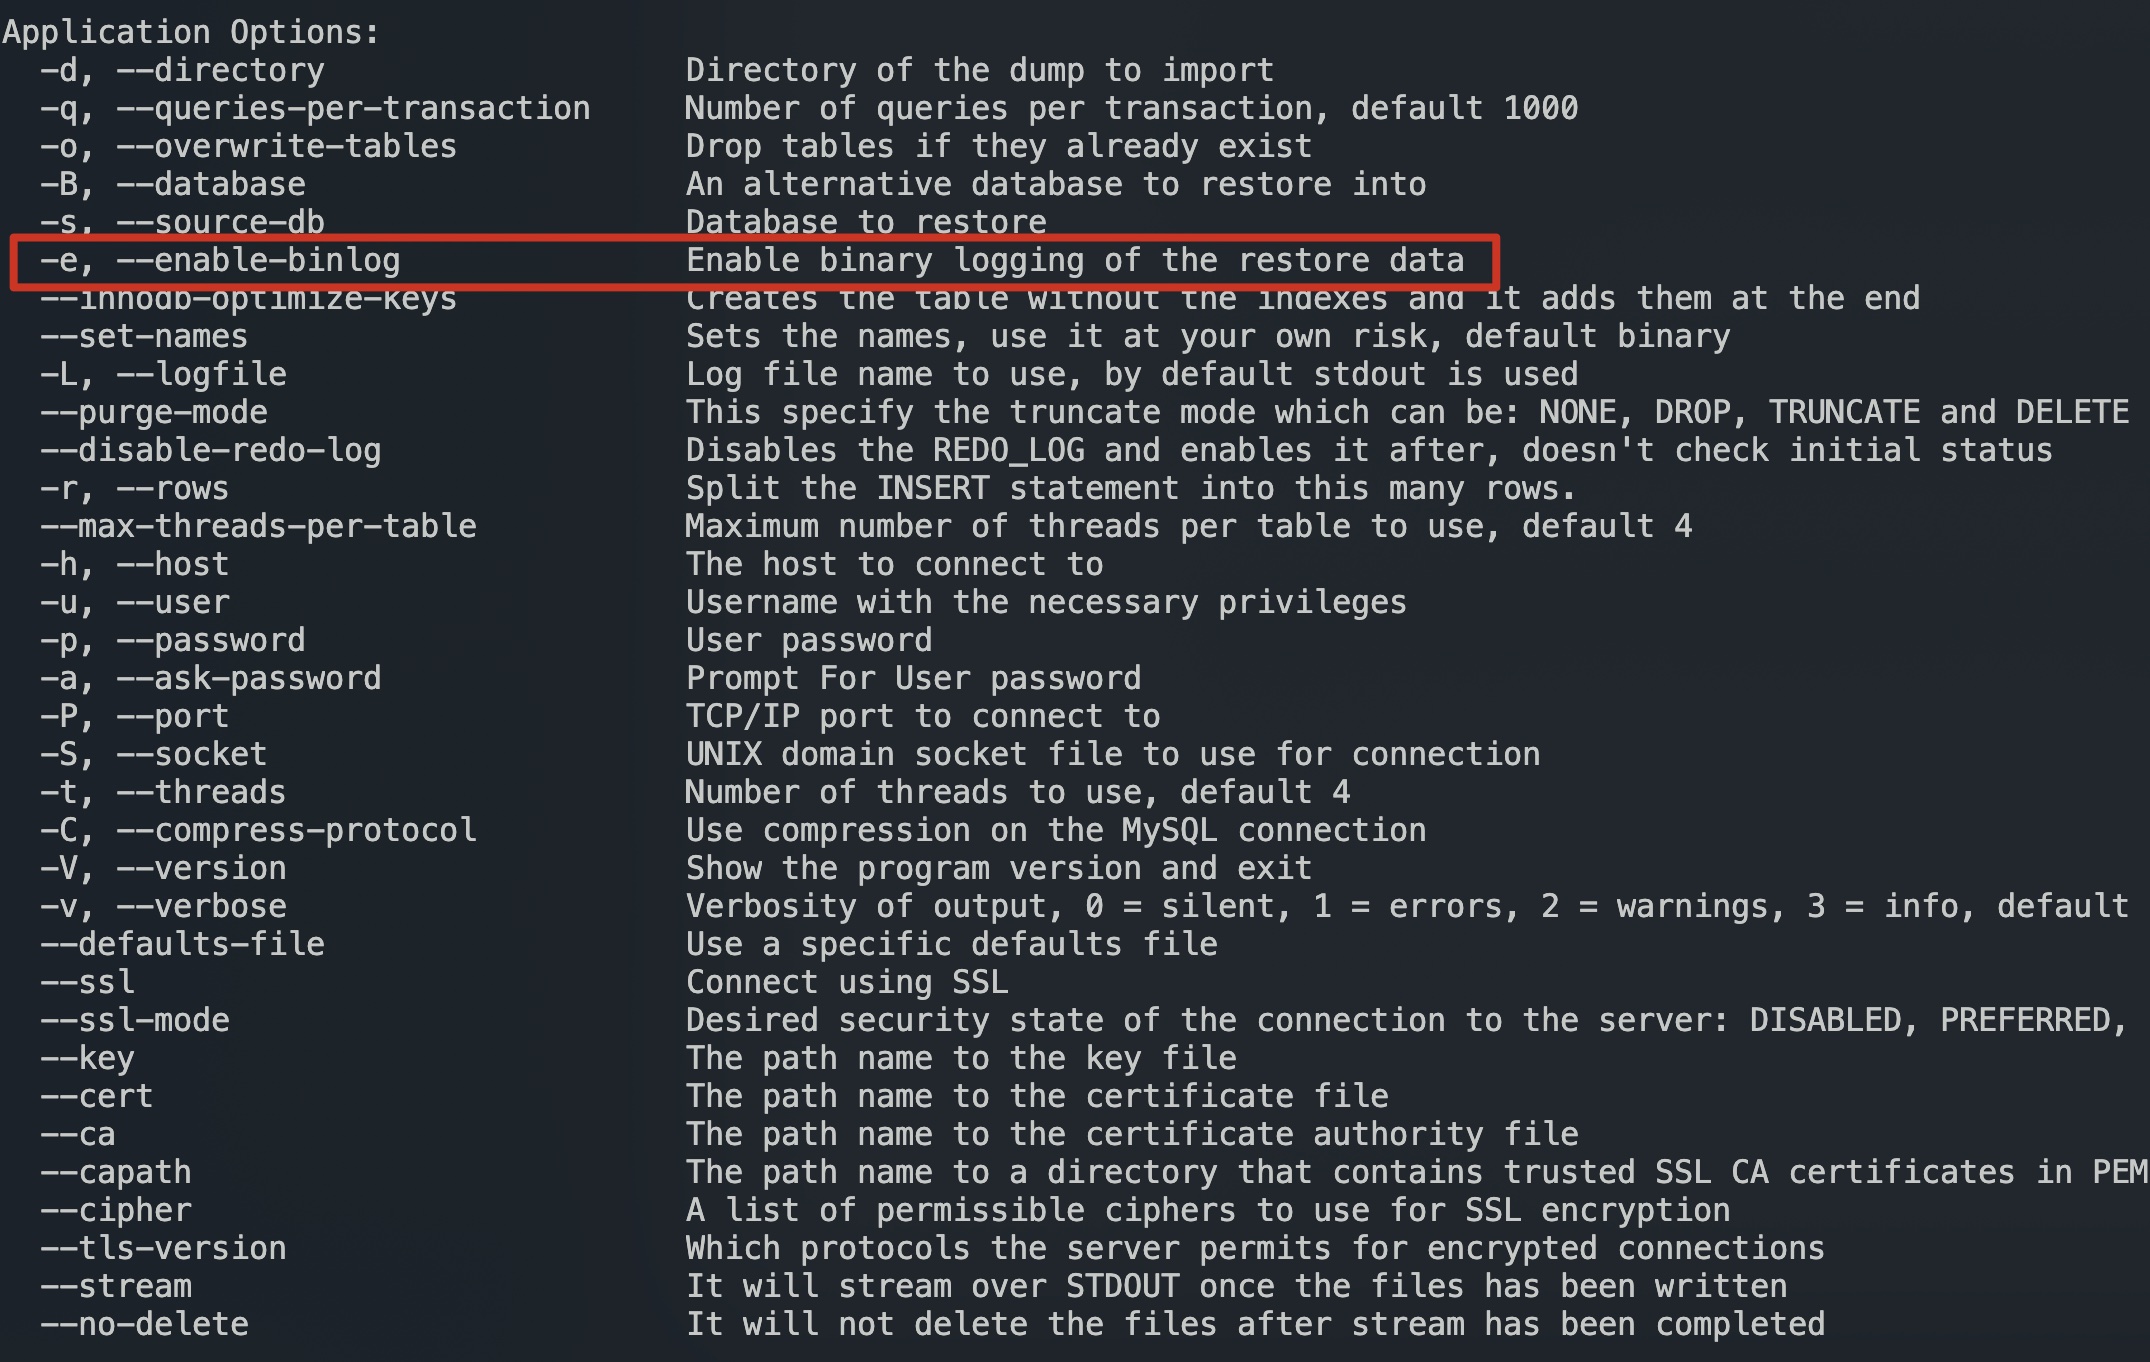 Application Options:
-d, --directory Directory of the dump to import
-q, --queries-per-transaction Number of queries per transaction, default 1000
-o, --overwrite-tables Drop tables if they already exist
-B, --database An alternative database to restore into
-s, --source-db Database to restore
-e, --enable-binlog Enable binary logging of the restore data
--innodb-optimize-keys Creates the table without the indexes and it adds them at the end
--set-names Sets the names, use it at your own risk, default binary
-L, --logfile Log file name to use, by default stdout is used
--purge-mode This specify the truncate mode which can be: NONE, DROP, TRUNCATE and DELETE
--disable-redo-log Disables the REDO_LOG and enables it after, doesn't check initial status
-r, --rows Split the INSERT statement into this many rows.
--max-threads-per-table Maximum number of threads per table to use, default 4
-h, --host The host to connect to
-u, --user Username with the necessary privileges
-p, --password User password
-a, --ask-password Prompt For User password
-P, --port TCP/IP port to connect to
-S, --socket UNIX domain socket file to use for connection
-t, --threads Number of threads to use, default 4
-C, --compress-protocol Use compression on the MySQL connection
-V, --version Show the program version and exit
-v, --verbose Verbosity of output, 0 = silent, 1 = errors, 2 = warnings, 3 = info, default
--defaults-file Use a specific defaults file
--ssl Connect using SSL
--ssl-mode Desired security state of the connection to the server: DISABLED, PREFERRED,
--key The path name to the key file
--cert The path name to the certificate file
--ca The path name to the certificate authority file
--capath The path name to a directory that contains trusted SSL CA certificates in PEM
--cipher A list of permissible ciphers to use for SSL encryption
--tls-version Which protocols the server permits for encrypted connections
--stream It will stream over STDOUT once the files has been written
--no-delete It will not delete the files after stream has been completed